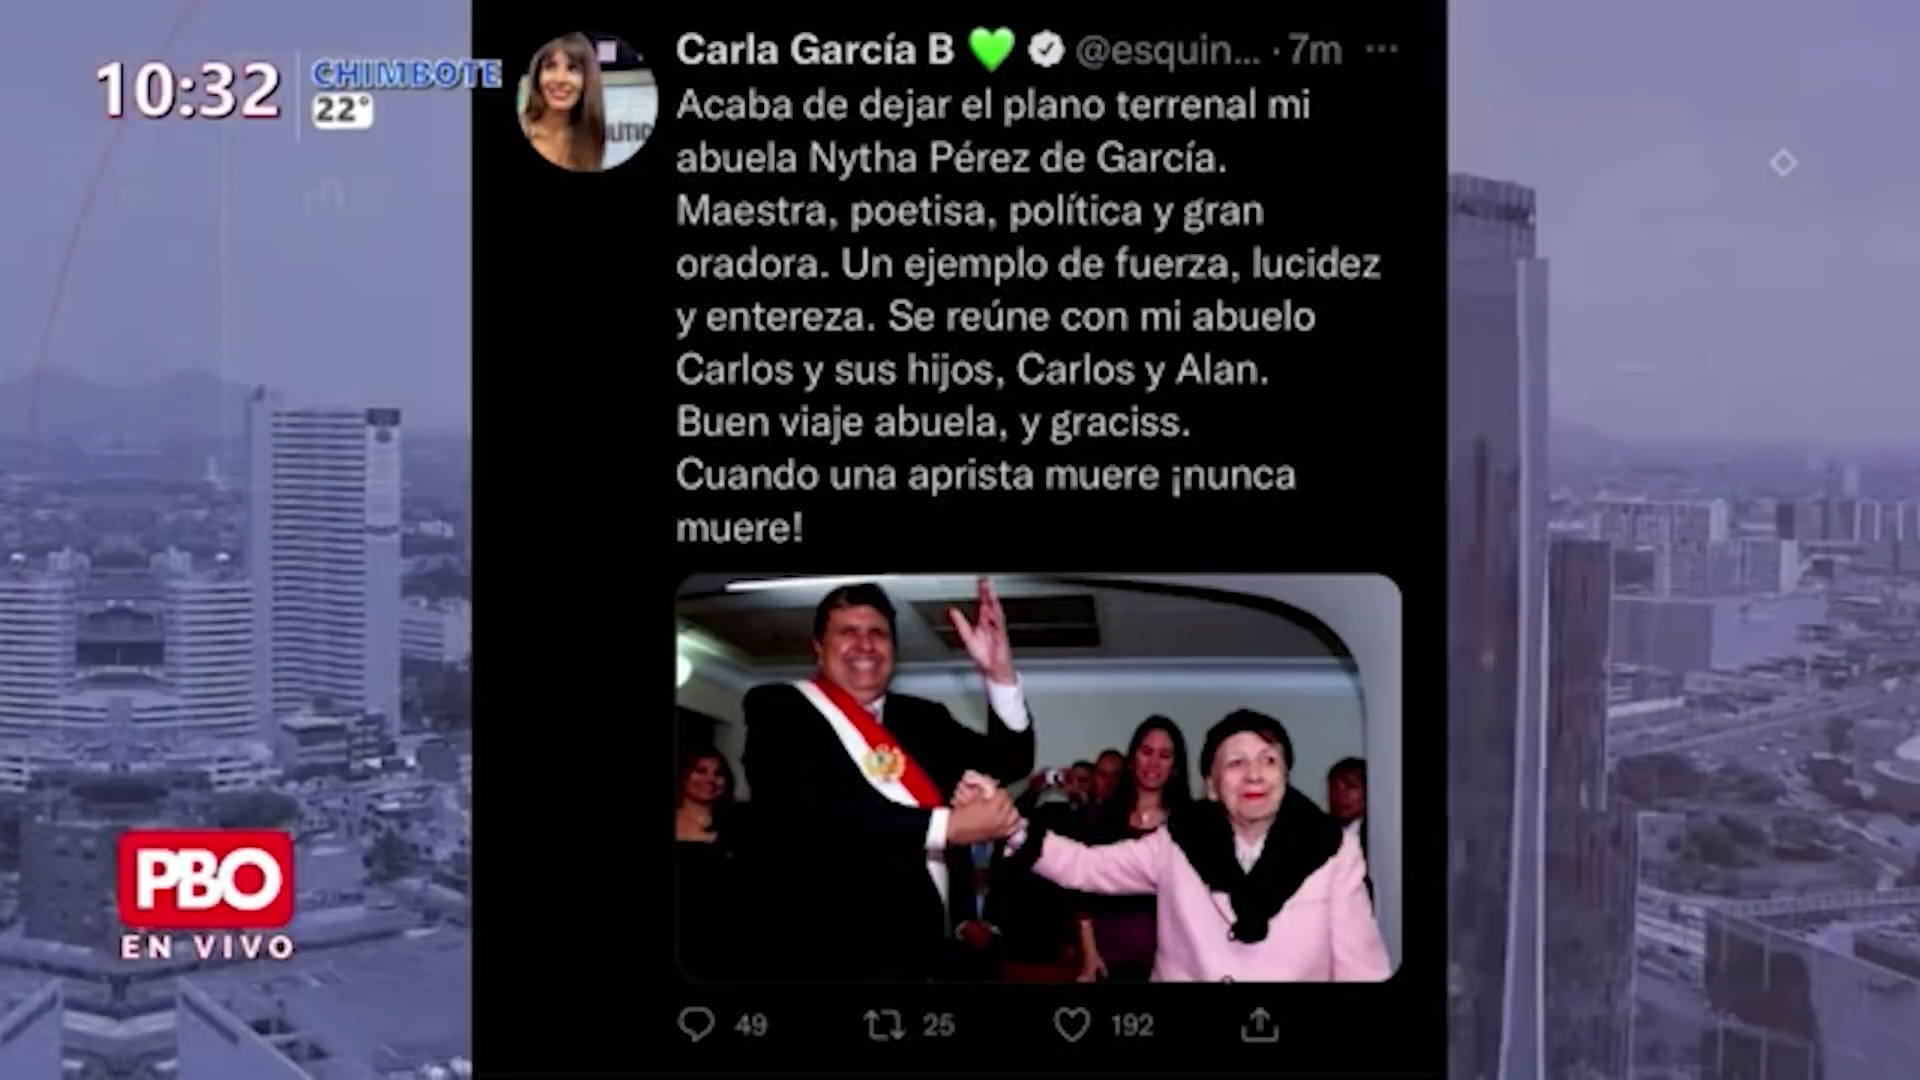 10:32
CHIMBOTE
22°
Carla García B 💚 @esquin... · 7m ...
Acaba de dejar el plano terrenal mi
abuela Nytha Pérez de García.
Maestra, poetisa, política y gran
oradora. Un ejemplo de fuerza, lucidez
y entereza. Se reúne con mi abuelo
Carlos y sus hijos, Carlos y Alan.
Buen viaje abuela, y graciss.
Cuando una aprista muere ¡nunca
muere!
49 25 192
PBO
EN VIVO